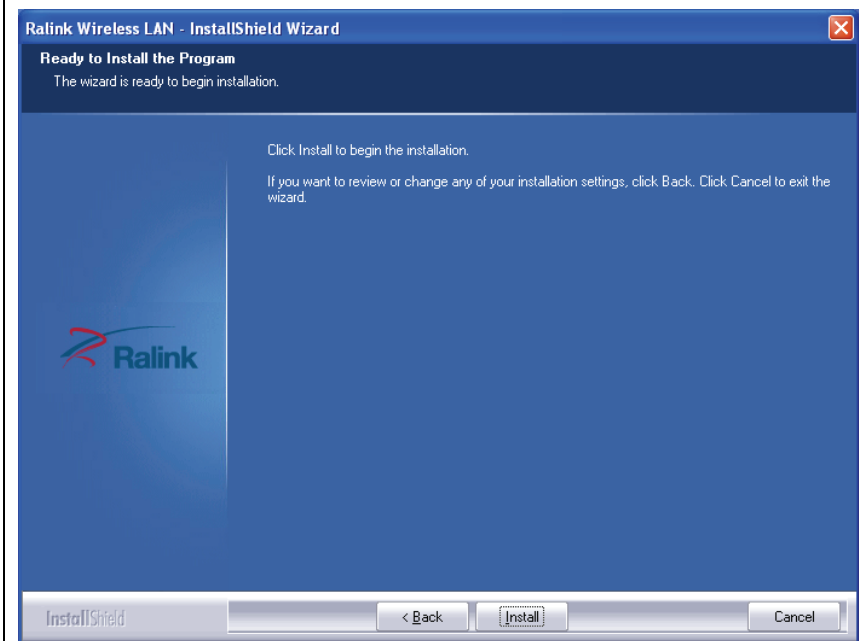 Ralink Wireless LAN - InstallShield Wizard
Ready to Install the Program
The wizard is ready to begin installation.
Click Install to begin the installation.
If you want to review or change any of your installation settings, click Back. Click Cancel to exit the
wizard.
Ralink
InstallShield
< Back
Install
Cancel